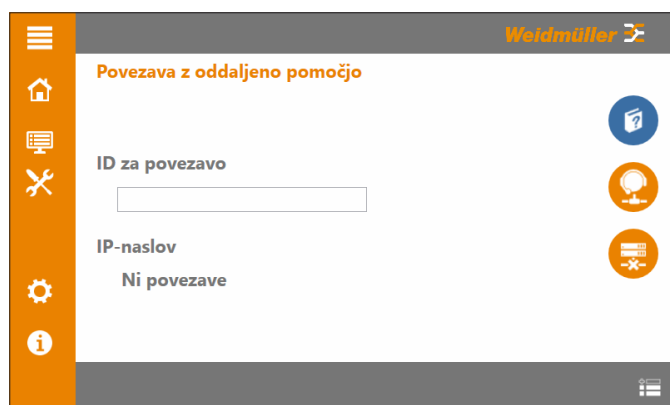 Weidmüller
Povezava z oddaljeno pomočjo
ID za povezavo
IP-naslov
Ni povezave